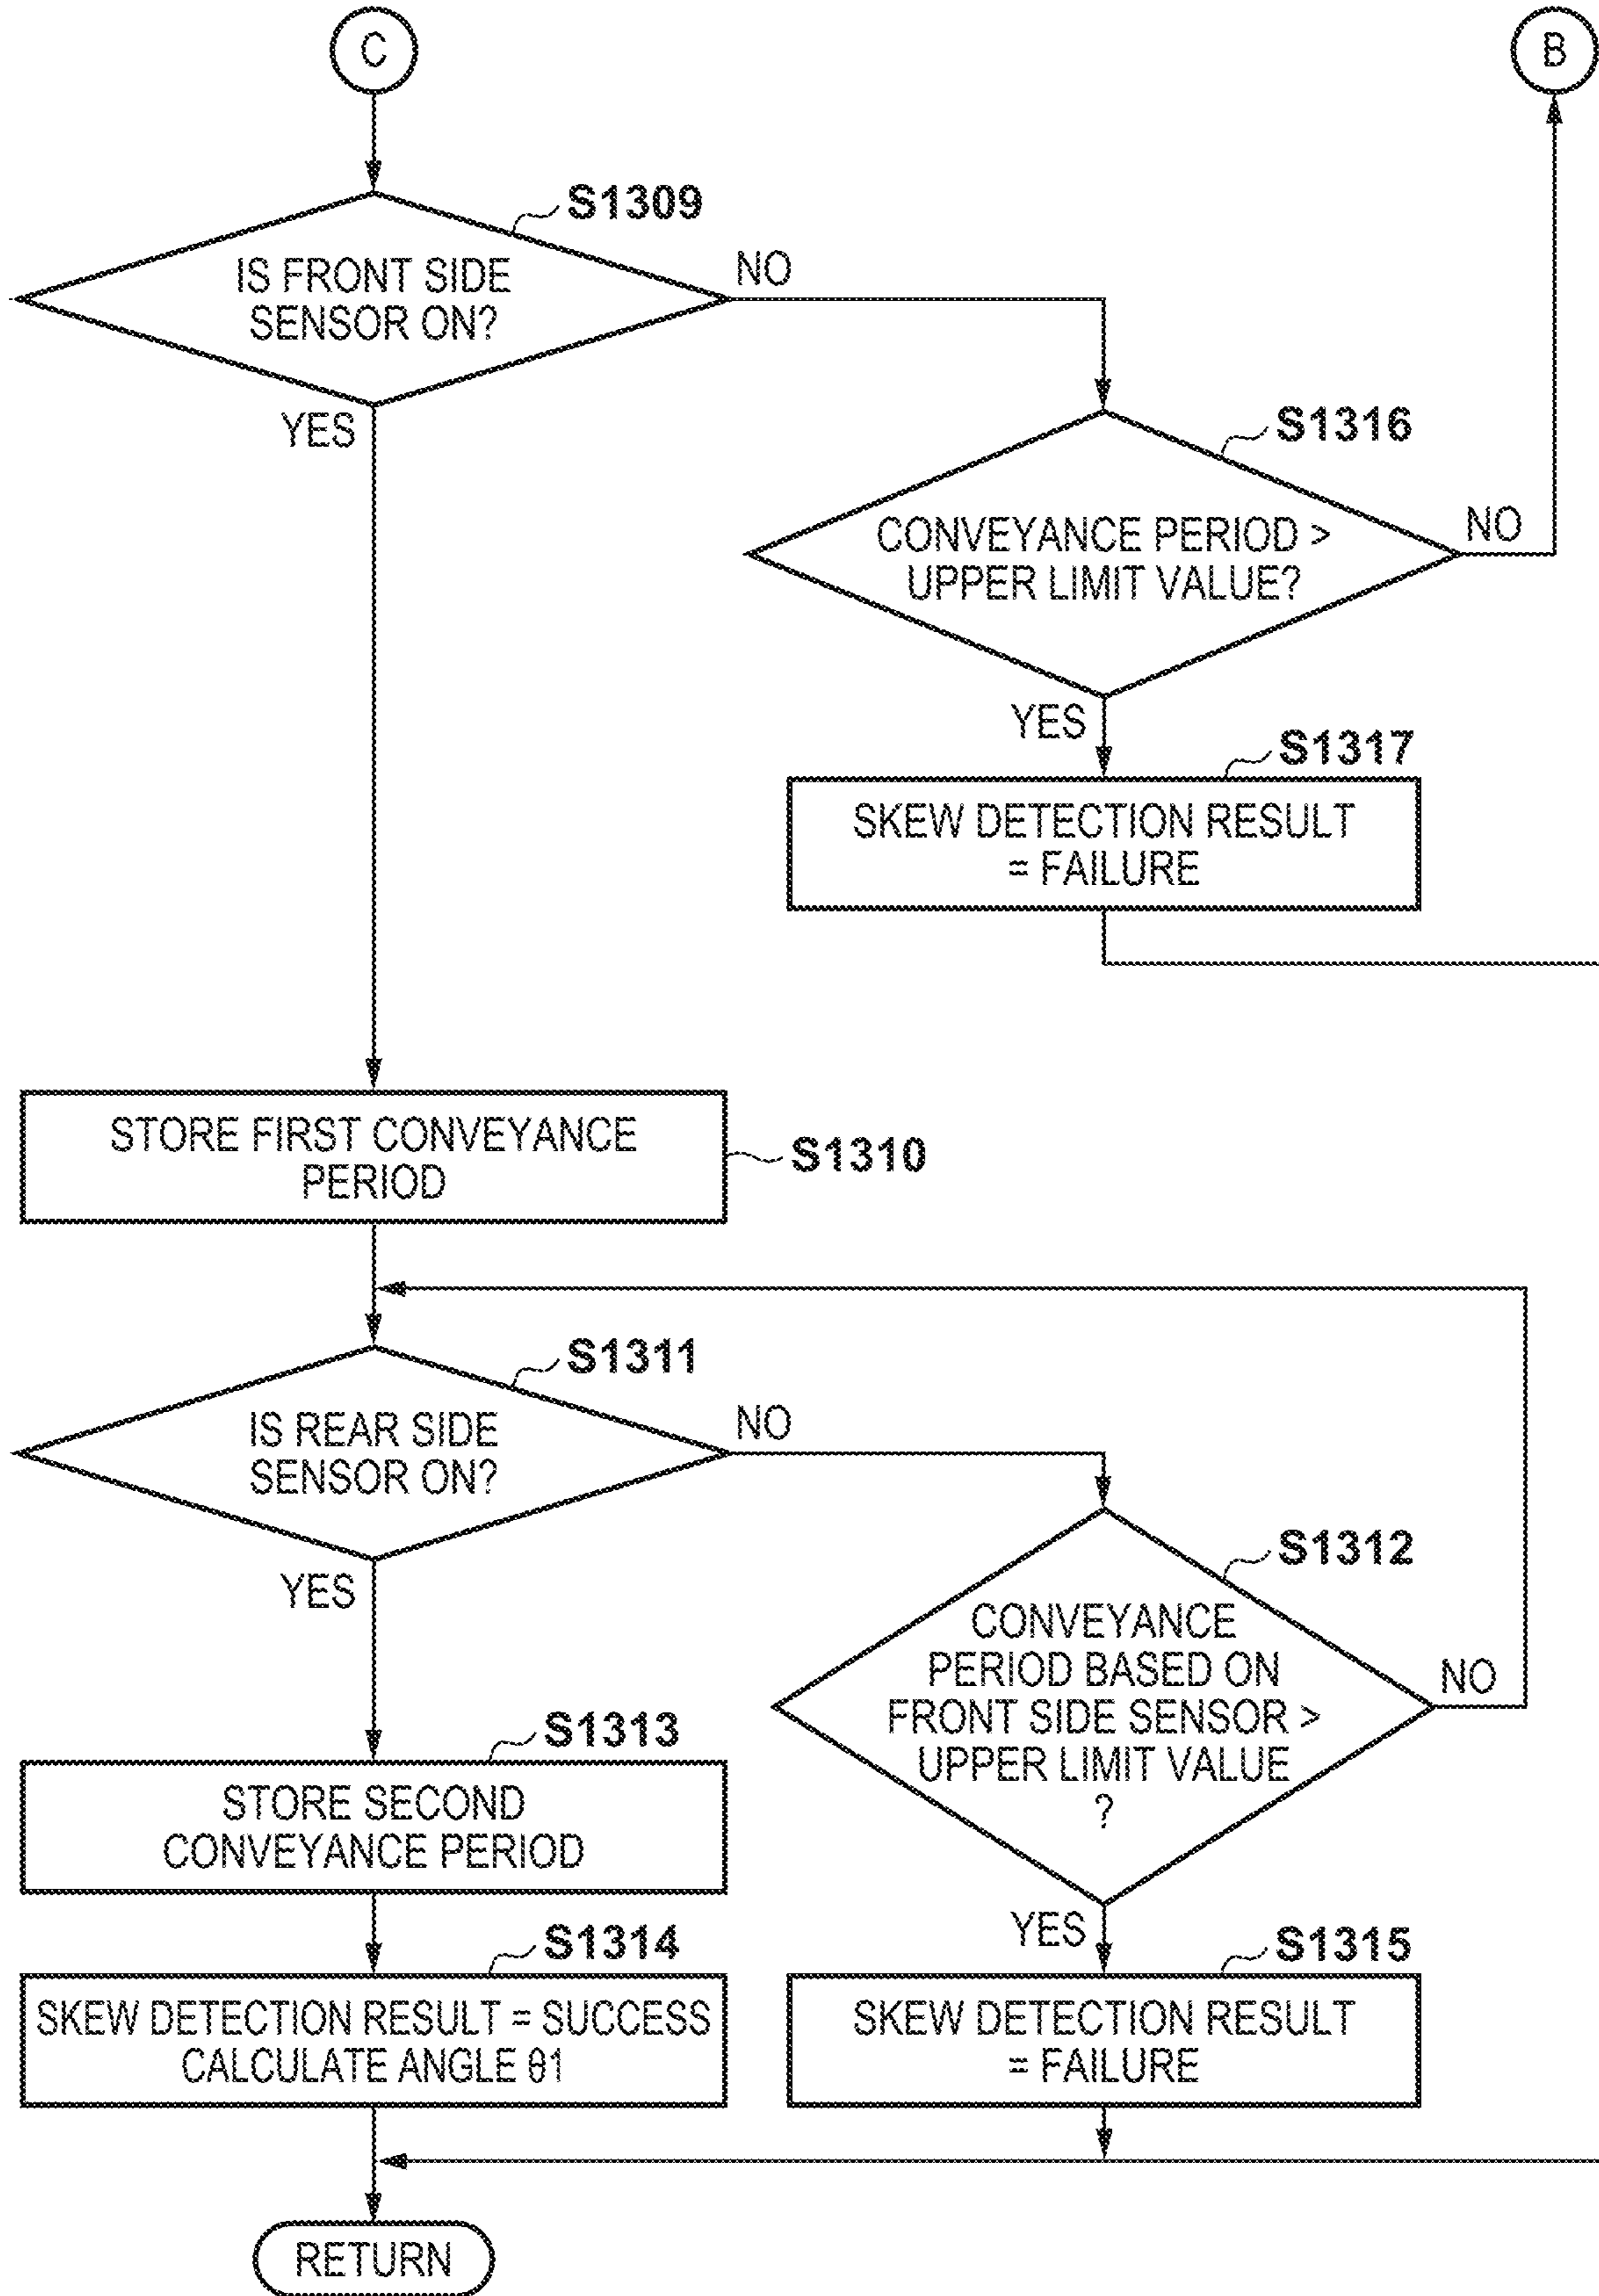 C
B
S1309
IS FRONT SIDE
SENSOR ON?
NO
YES
S1316
CONVEYANCE PERIOD >
UPPER LIMIT VALUE?
NO
YES
S1317
SKEW DETECTION RESULT
= FAILURE
STORE FIRST CONVEYANCE
PERIOD
S1310
S1311
IS REAR SIDE
SENSOR ON?
NO
YES
S1312
CONVEYANCE
PERIOD BASED ON
FRONT SIDE SENSOR >
UPPER LIMIT VALUE
?
NO
YES
S1313
STORE SECOND
CONVEYANCE PERIOD
S1314
SKEW DETECTION RESULT = SUCCESS
CALCULATE ANGLE θ1
S1315
SKEW DETECTION RESULT
= FAILURE
RETURN